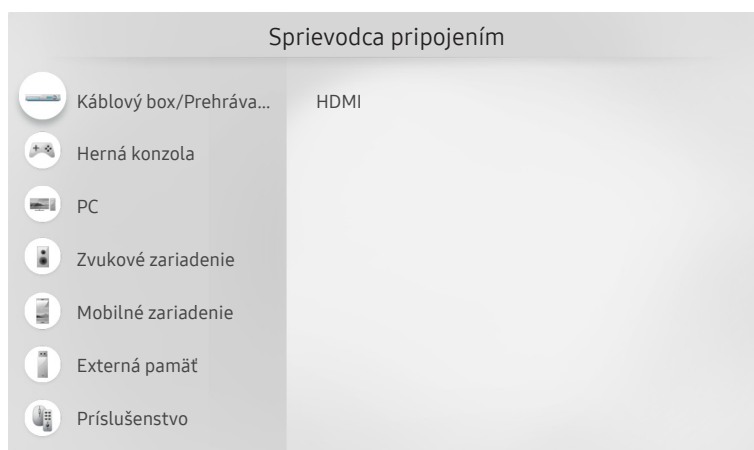 Sprievodca pripojením
Káblový box/Prehráva...
HDMI
Herná konzola
PC
Zvukové zariadenie
Mobilné zariadenie
Externá pamäť
Príslušenstvo